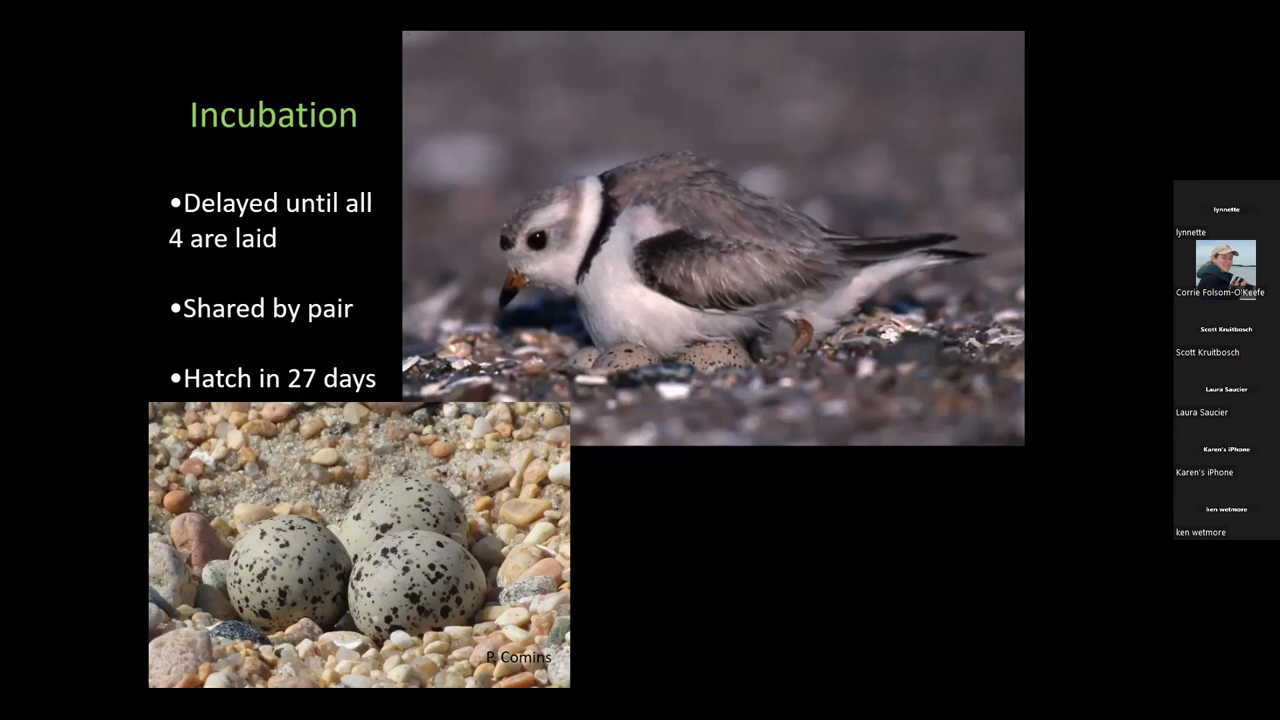 Incubation
•Delayed until all
4 are laid
•Shared by pair
•Hatch in 27 days
P. Comins
lynnette
lynnette
Corrie Folsom-O'Keefe
Scott Kruitbosch
Scott Kruitbosch
Laura Saucier
Laura Saucier
Karen's iPhone
Karen's iPhone
ken wetmore
ken wetmore